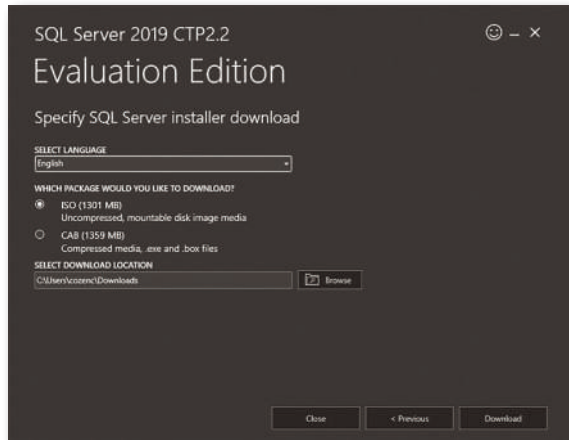 SQL Server 2019 CTP2.2
Evaluation Edition
Specify SQL Server installer download
SELECT LANGUAGE
English
WHICH PACKAGE WOULD YOU LIKE TO DOWNLOAD?
ISO (1301 MB)
Uncompressed, mountable disk image media
CAB (1359 MB)
Compressed media, .exe and .box files
SELECT DOWNLOAD LOCATION
C:\Users\cozenc\Downloads
Browse
Close
< Previous
Download